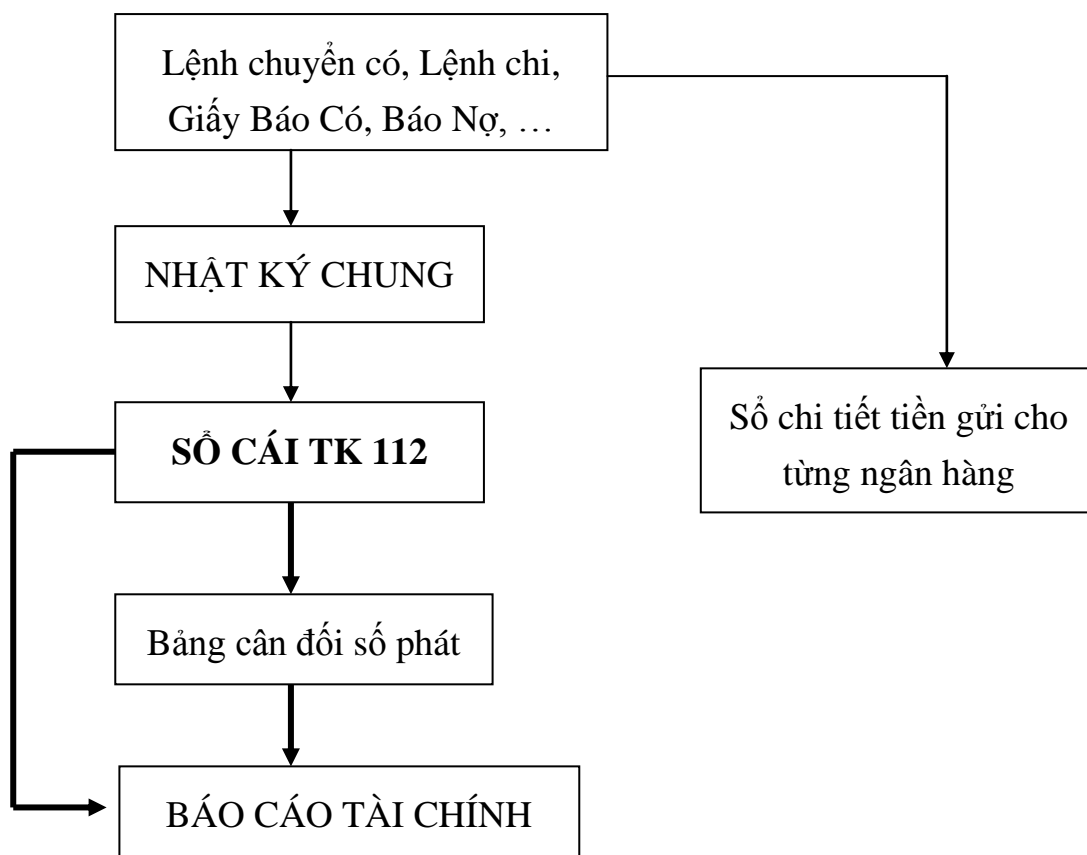 Lệnh chuyển có, Lệnh chi,
Giấy Báo Có, Báo Nợ, …
NHẬT KÝ CHUNG
SỔ CÁI TK 112
Sổ chi tiết tiền gửi cho
từng ngân hàng
Bảng cân đối số phát
BÁO CÁO TÀI CHÍNH